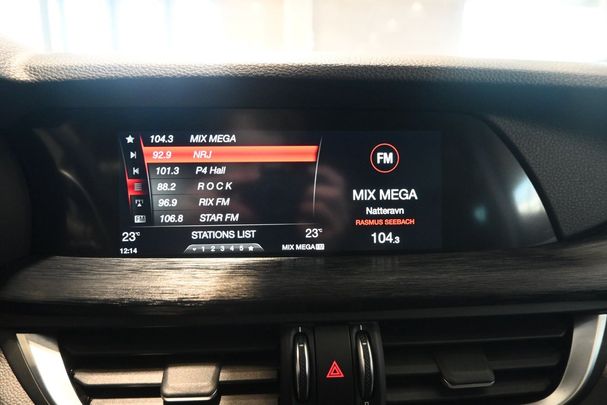 104.3 MIX MEGA
92.9 NRJ
101.3 P4 Hall
88.2 ROCK
96.9 RIX FM
106.8 STAR FM
FM
23°C STATIONS LIST 23°C
12:14 1 2 3 4 5 MIX MEGA FM
FM
MIX MEGA
Natteravn
RASMUS SEEBACH
104.3